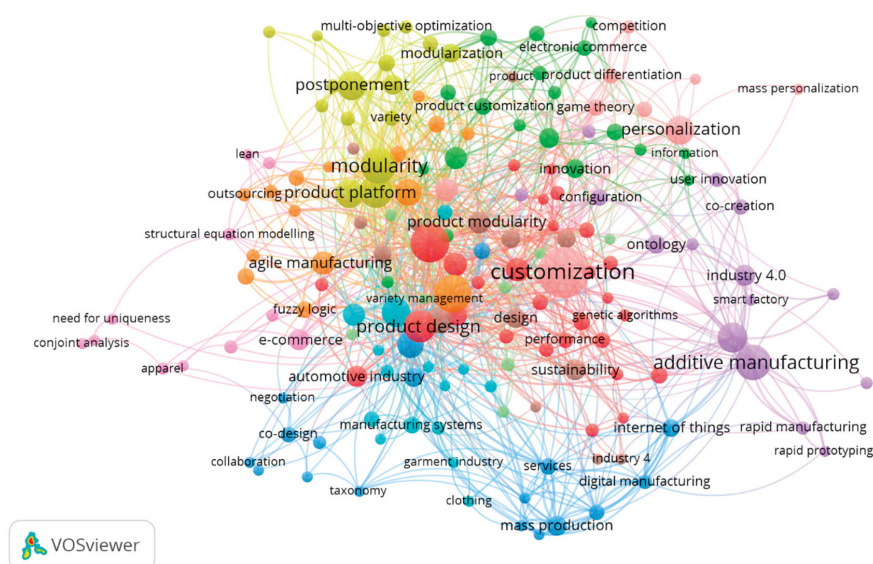 multi-objective optimization
competition
electronic commerce
modularization
product
product differentiation
postponement
mass personalization
product customization
game theory
variety
personalization
lean
information
modularity
innovation
user innovation
outsourcing
product platform
configuration
co-creation
product modularity
structural equation modelling
ontology
agile manufacturing
customization
industry 4.0
variety management
smart factory
fuzzy logic
need for uniqueness
product design
design
genetic algorithms
conjoint analysis
e-commerce
performance
apparel
additive manufacturing
automotive industry
sustainability
negotiation
manufacturing systems
internet of things
rapid manufacturing
co-design
rapid prototyping
collaboration
garment industry
services
industry 4
digital manufacturing
taxonomy
clothing
mass production
VOSviewer